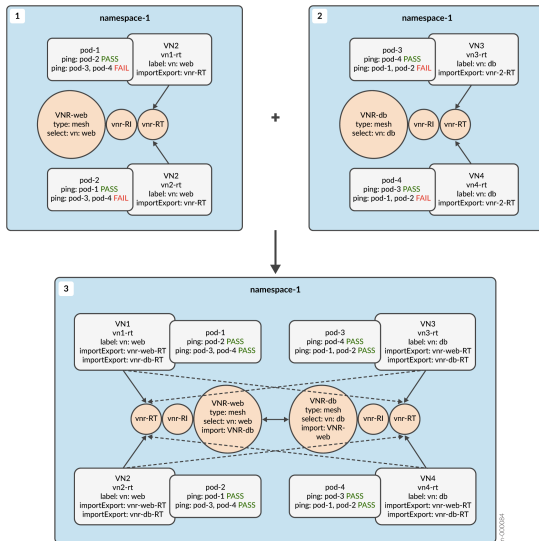 1
namespace-1
pod-1
ping: pod-2 PASS
ping: pod-3, pod-4 FAIL
VN2
vn1-rt
label: vn: web
importExport: vnr-RT
VNR-web
type: mesh
select: vn: web
vnr-RI
vnr-RT
pod-2
ping: pod-1 PASS
ping: pod-3, pod-4 FAIL
VN2
vn2-rt
label: vn: web
importExport: vnr-RT
+
2
namespace-1
pod-3
ping: pod-4 PASS
ping: pod-1, pod-2 FAIL
VN3
vn3-rt
label: vn: db
importExport: vnr-2-RT
VNR-db
type: mesh
select: vn: db
vnr-RI
vnr-RT
pod-4
ping: pod-3 PASS
ping: pod-1, pod-2 FAIL
VN4
vn4-rt
label: vn: db
importExport: vnr-2-RT
3
namespace-1
VN1
vn1-rt
label: vn: web
importExport: vnr-web-RT
importExport: vnr-db-RT
pod-1
ping: pod-2 PASS
ping: pod-3, pod-4 PASS
pod-3
ping: pod-4 PASS
ping: pod-1, pod-2 PASS
VN3
vn3-rt
label: vn: db
importExport: vnr-web-RT
importExport: vnr-db-RT
vnr-RT
vnr-RI
VNR-web
type: mesh
select: vn: web
import: VNR-db
VNR-db
type: mesh
select: vn: db
import: VNR-
web
vnr-RI
vnr-RT
VN2
vn2-rt
label: vn: web
importExport: vnr-web-RT
importExport: vnr-db-RT
pod-2
ping: pod-1 PASS
ping: pod-3, pod-4 PASS
pod-4
ping: pod-3 PASS
ping: pod-1, pod-2 PASS
VN4
vn4-rt
label: vn: db
importExport: vnr-web-RT
importExport: vnr-db-RT